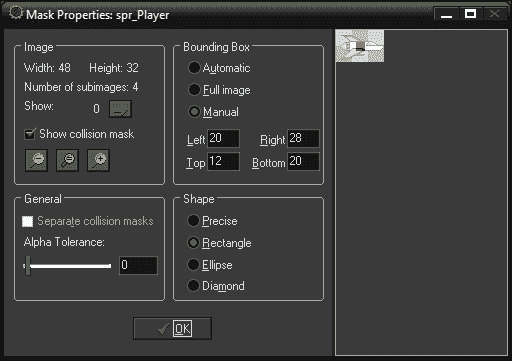 Mask Properties: spr_Player
Image
Width: 48 Height: 32
Number of subimages: 4
Show: 0
Show collision mask
General
Separate collision masks
Alpha Tolerance:
0
Bounding Box
Automatic
Full image
Manual
Left 20 Right 28
Top 12 Bottom 20
Shape
Precise
Rectangle
Ellipse
Diamond
OK